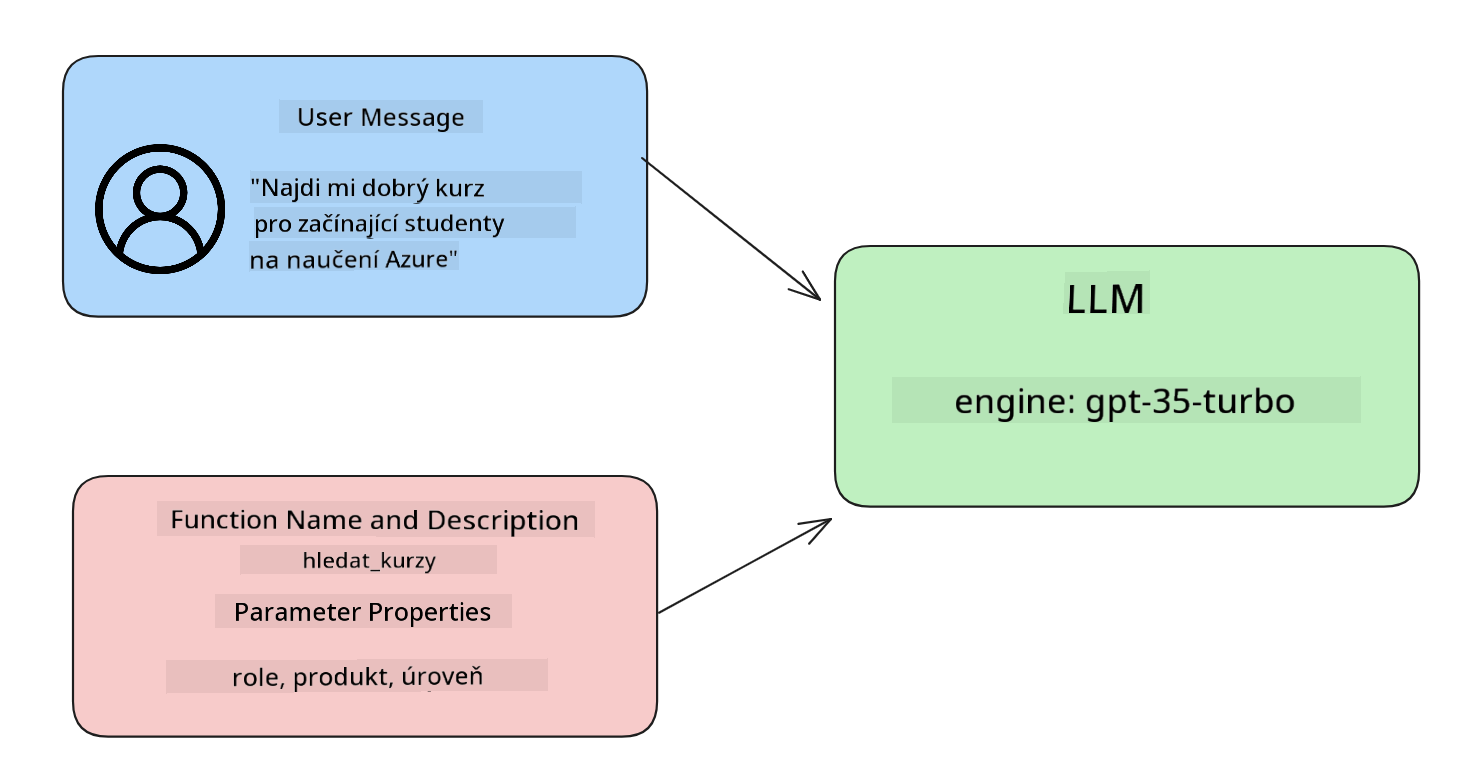 User Message
"Najdi mi dobrý kurz
pro začínající studenty
na naučení Azure"
LLM
engine: gpt-35-turbo
Function Name and Description
hledat_kurzy
Parameter Properties
role, produkt, úroveň